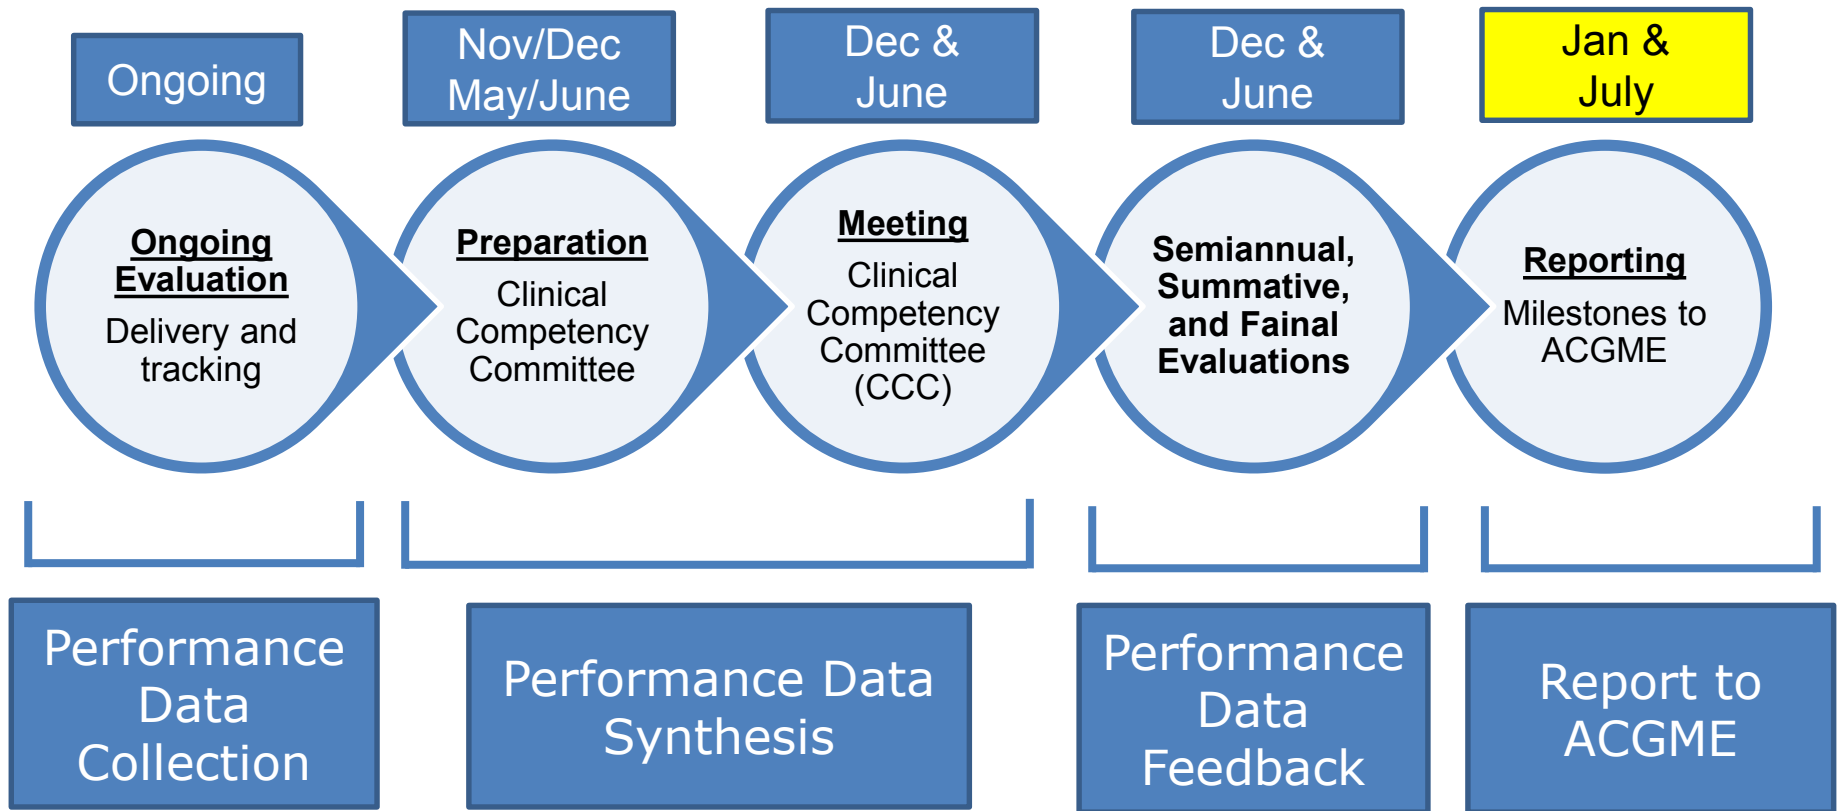 Ongoing
Nov/Dec
May/June
Dec &
June
Dec &
June
Jan &
July
Ongoing
Evaluation
Delivery and
tracking
Preparation
Clinical
Competency
Committee
Meeting
Clinical
Competency
Committee
(CCC)
Semiannual,
Summative,
and Fainal
Evaluations
Reporting
Milestones to
ACGME
Performance
Data
Collection
Performance Data
Synthesis
Performance
Data
Feedback
Report to
ACGME